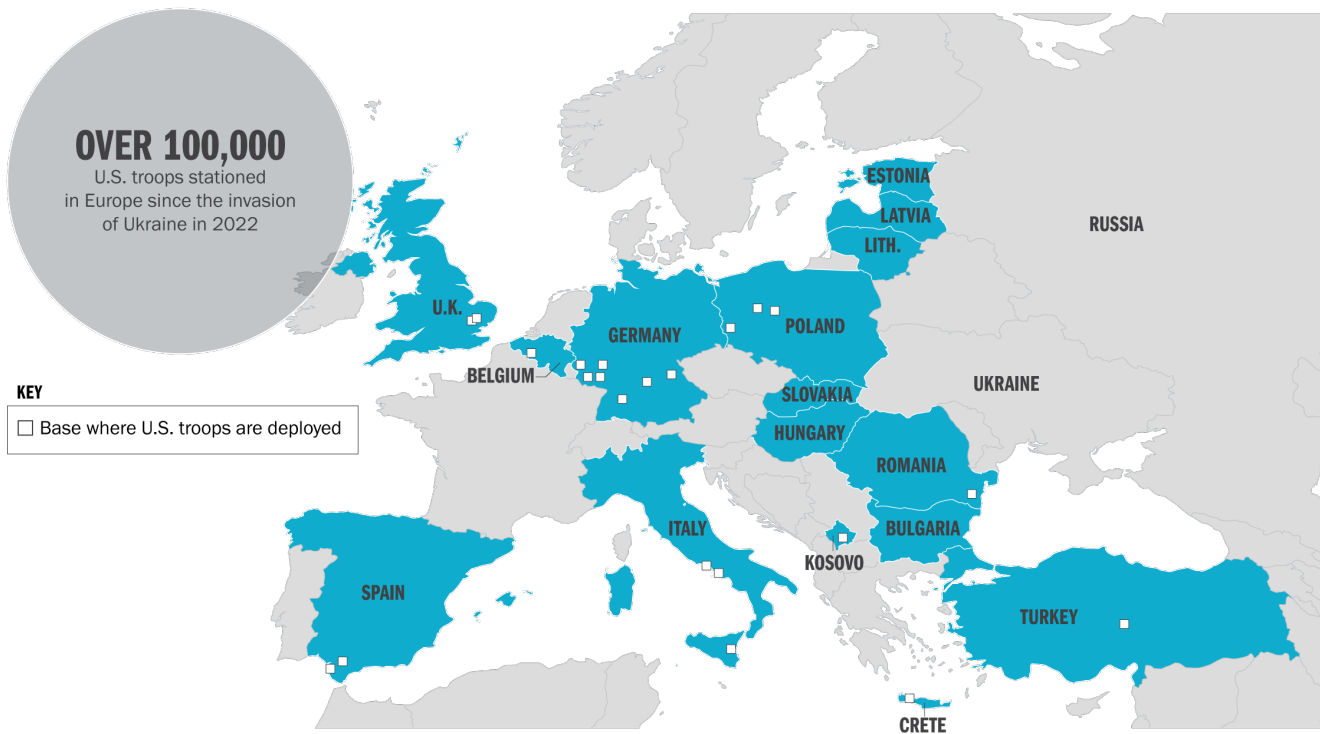 OVER 100,000
U.S. troops stationed
in Europe since the invasion
of Ukraine in 2022
KEY
Base where U.S. troops are deployed
ESTONIA
LATVIA
LITH.
RUSSIA
U.K.
GERMANY
POLAND
BELGIUM
UKRAINE
SLOVAKIA
HUNGARY
ROMANIA
ITALY
BULGARIA
KOSOVO
SPAIN
TURKEY
CRETE